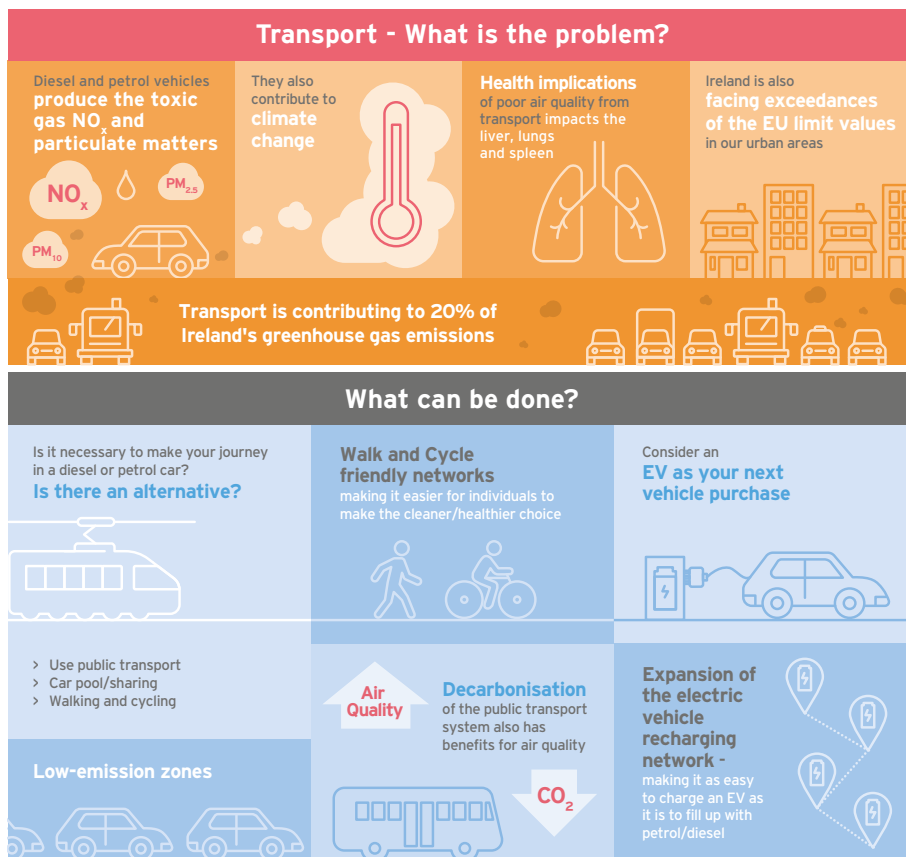 Transport - What is the problem?
Diesel and petrol vehicles
produce the toxic
gas NOx and
particulate matters
NOx
PM2.5
PM10
They also
contribute to
climate
change
Health implications
of poor air quality from
transport impacts the
liver, lungs
and spleen
Ireland is also
facing exceedances
of the EU limit values
in our urban areas
Transport is contributing to 20% of
Ireland's greenhouse gas emissions
What can be done?
Is it necessary to make your journey
in a diesel or petrol car?
Is there an alternative?
> Use public transport
> Car pool/sharing
> Walking and cycling
Low-emission zones
Walk and Cycle
friendly networks
making it easier for individuals to
make the cleaner/healthier choice
Air
Quality
Decarbonisation
of the public transport
system also has
benefits for air quality
CO2
Consider an
EV as your next
vehicle purchase
Expansion of
the electric
vehicle
recharging
network -
making it as easy
to charge an EV as
it is to fill up with
petrol/diesel